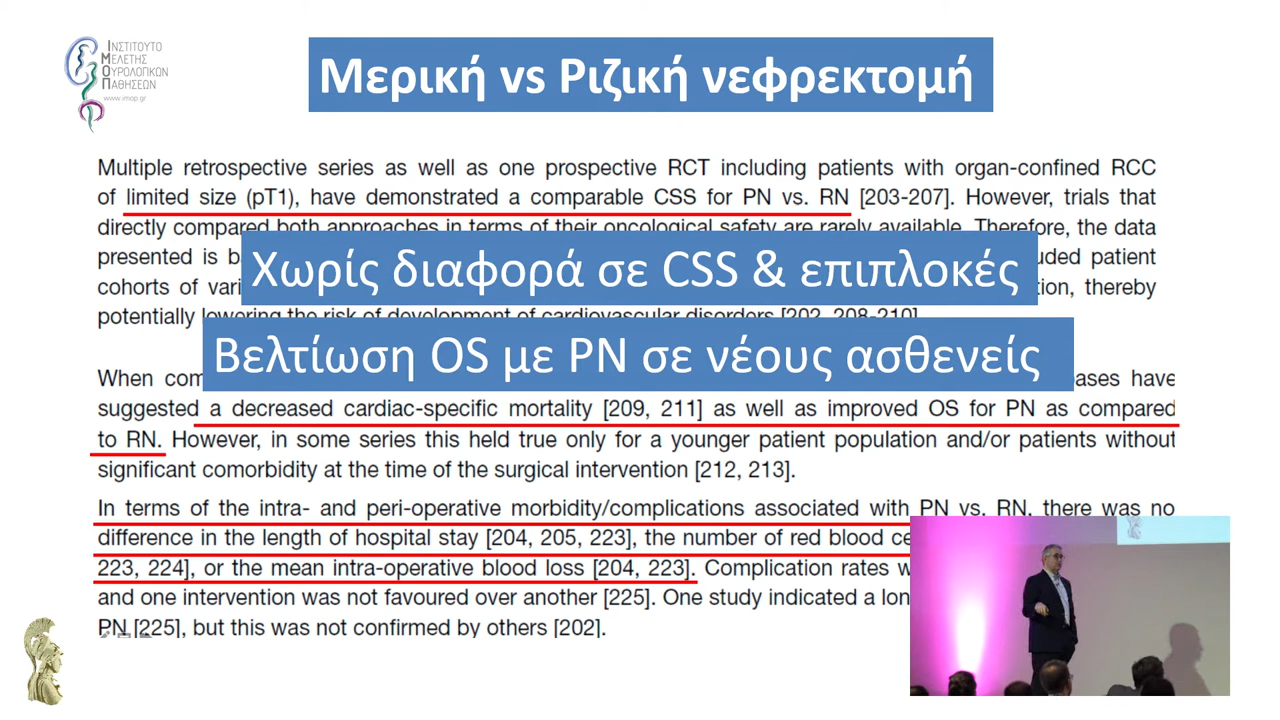 ΙΝΣΤΙΤΟΥΤΟ
ΜΕΛΕΤΗΣ
ΟΥΡΟΛΟΓΙΚΩΝ
ΠΑΘΗΣΕΩΝ
www.imop.gr
Μερική vs Ριζική νεφρεκτομή
Multiple retrospective series as well as one prospective RCT including patients with organ-confined RCC
of limited size (pT1), have demonstrated a comparable CSS for PN vs. RN [203-207]. However, trials that
directly compared both approaches in terms of their oncological safety are rarely available. Therefore, the data
presented is
uded patient
Χωρίς διαφορά σε CSS & επιπλοκές
cohorts of
tion, thereby
potentially lowering the risk of development of cardiovascular disorders [202, 208-210].
Βελτίωση OS με PN σε νέους ασθενείς
When
eases have
suggested a decreased cardiac-specific mortality [209, 211] as well as improved OS for PN as compared
to RN. However, in some series this held true only for a younger patient population and/or patients without
significant comorbidity at the time of the surgical intervention [212, 213].
In terms of the intra- and peri-operative morbidity/complications associated with PN vs. RN, there was no
difference in the length of hospital stay [204, 205, 223], the number of red blood ce
223, 224], or the mean intra-operative blood loss [204, 223]. Complication rates w
and one intervention was not favoured over another [225]. One study indicated a lon
PN [225], but this was not confirmed by others [202].